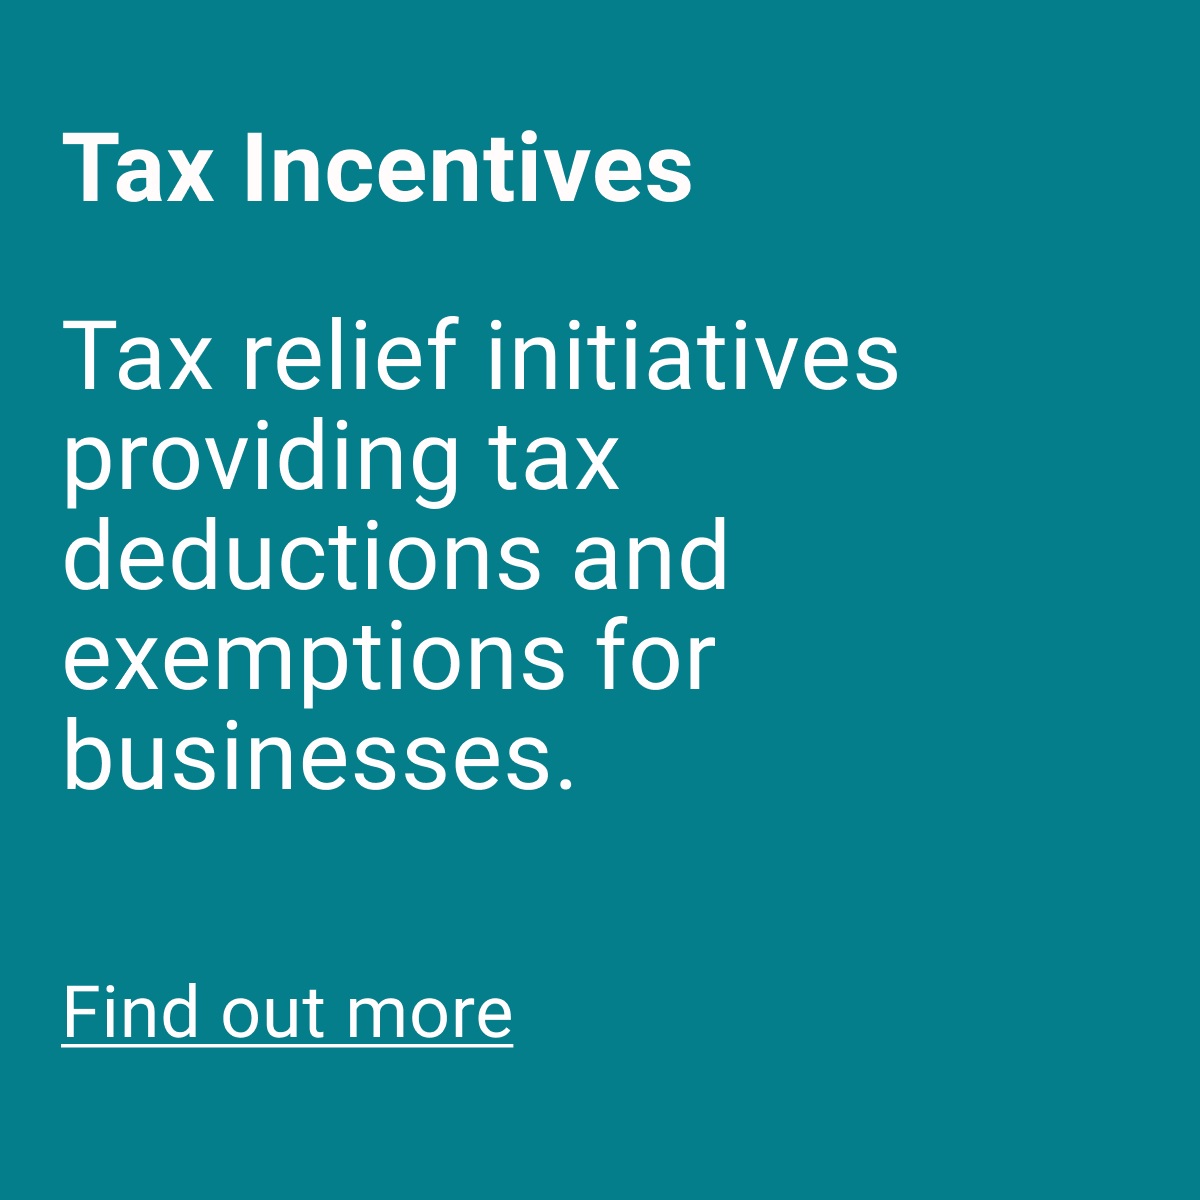 Tax Incentives
Tax relief initiatives
providing tax
deductions and
exemptions for
businesses.
Find out more